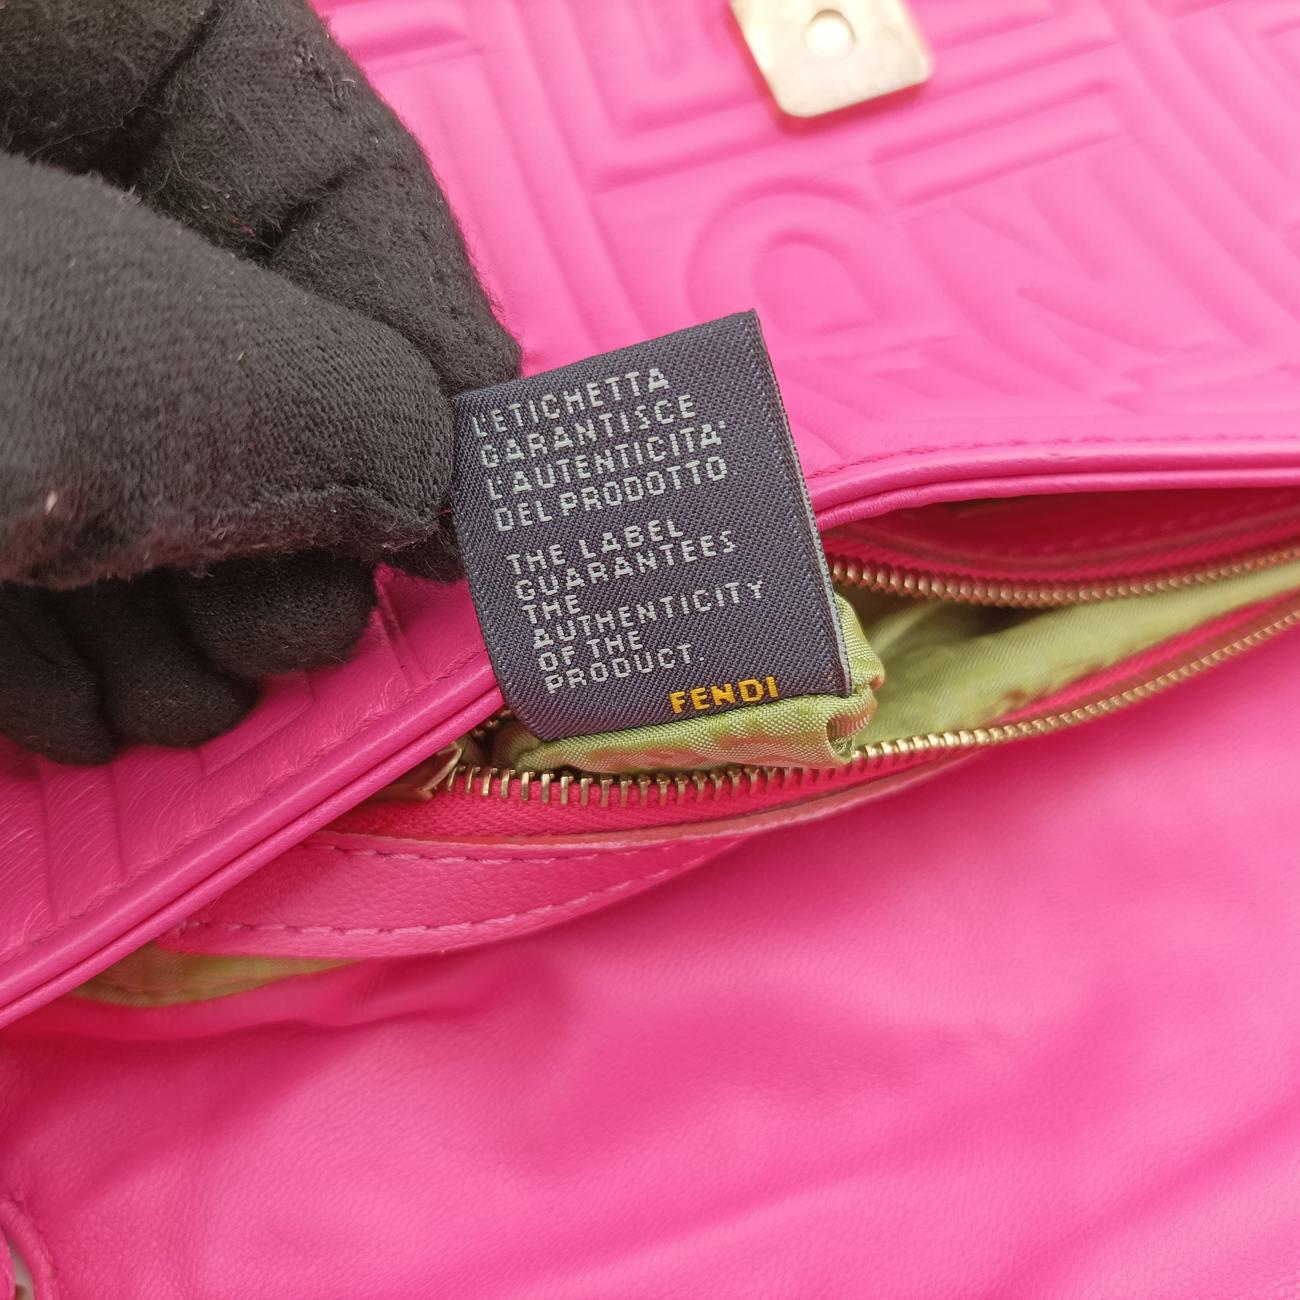 L'ETICHETTA
GARANTISCE
L'AUTENTICITA'
DEL PRODOTTO
THE LABEL
GUARANTEES
THE
AUTHENTICITY
OF THE
PRODUCT.
FENDI